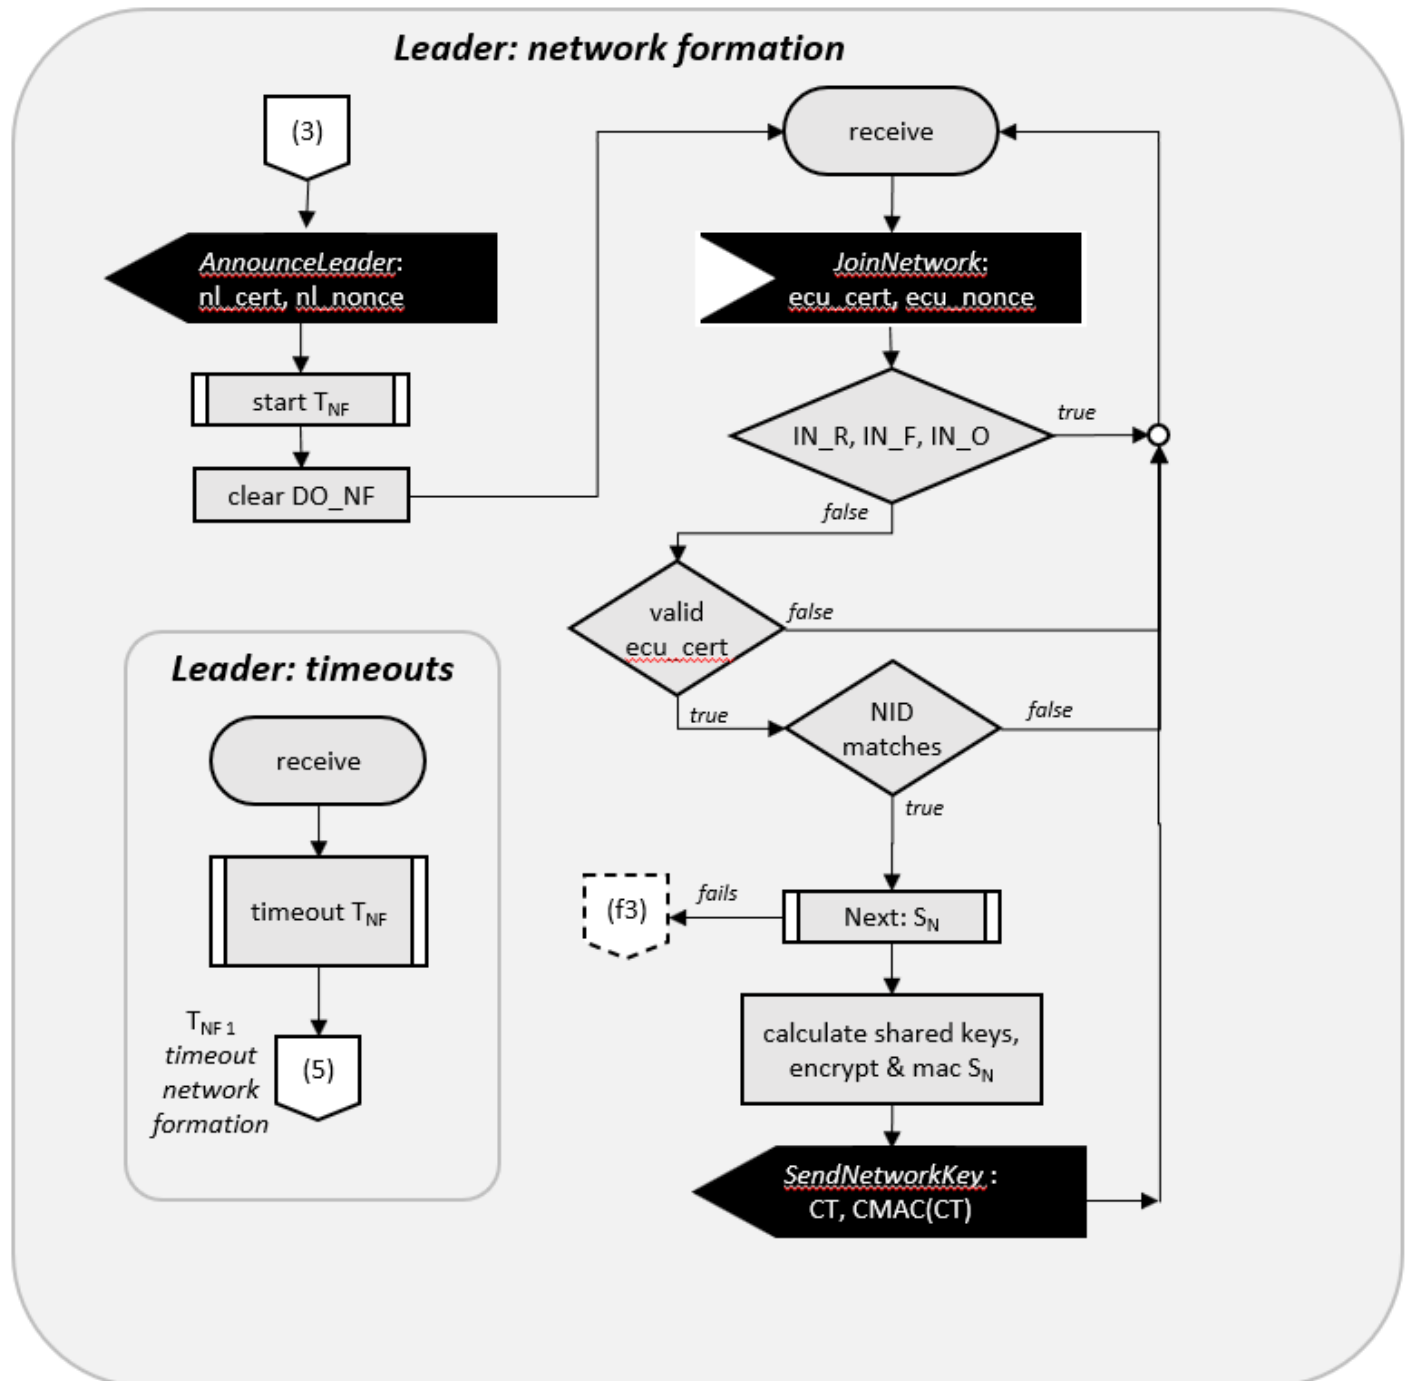 Leader: network formation
(3)
AnnounceLeader:
nl_cert, nl_nonce
start TNF
clear DO_NF
receive
JoinNetwork:
ecu_cert, ecu_nonce
IN_R, IN_F, IN_O
true
false
valid
ecu_cert
false
true
NID
matches
false
true
Next: SN
fails
(f3)
calculate shared keys,
encrypt & mac SN
SendNetworkKey :
CT, CMAC(CT)
Leader: timeouts
receive
timeout TNF
TNF 1
timeout
network
formation
(5)